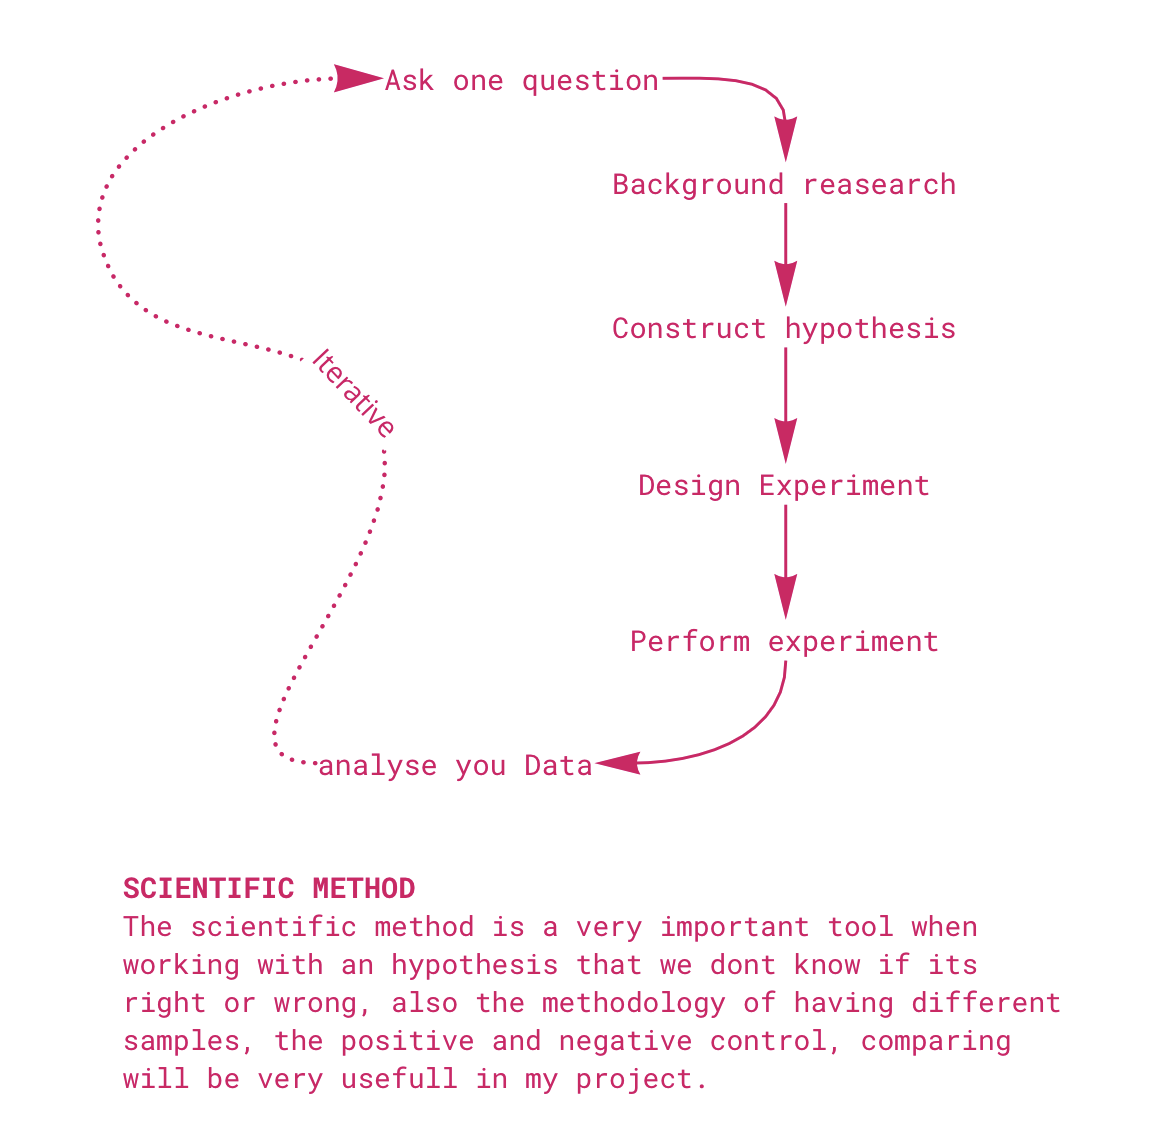 Ask one question
Background reasearch
Construct hypothesis
Iterative
Design Experiment
Perform experiment
analyse you Data
SCIENTIFIC METHOD
The scientific method is a very important tool when
working with an hypothesis that we dont know if its
right or wrong, also the methodology of having different
samples, the positive and negative control, comparing
will be very usefull in my project.